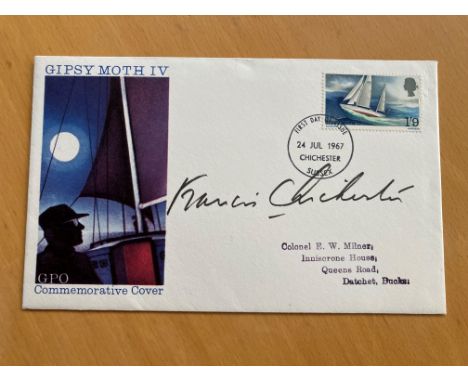 GIPSY MOTH IV
1'9
FIRST DAY OF ISSUE
24 JUL 1967
CHICHESTER
SUSSEX
Francis Chichester
Colonel E. W. Milner,
Inniscrone House,
Queens Road,
Datchet, Bucks.
GPO
Commemorative Cover